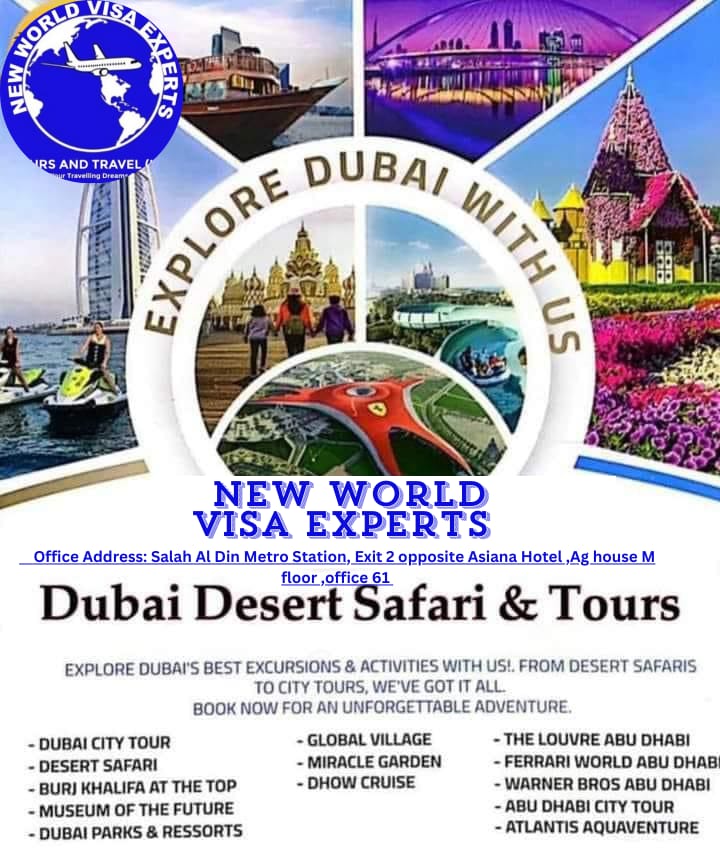 NEW WORLD VISA EXPERTS
URS AND TRAVEL (
our Travelling Dreams
EXPLORE DUBAI WITH US
NEW WORLD
VISA EXPERTS
Office Address: Salah Al Din Metro Station, Exit 2 opposite Asiana Hotel ,Ag house M
floor ,office 61
Dubai Desert Safari & Tours
EXPLORE DUBAI'S BEST EXCURSIONS & ACTIVITIES WITH US!. FROM DESERT SAFARIS
TO CITY TOURS, WE'VE GOT IT ALL.
BOOK NOW FOR AN UNFORGETTABLE ADVENTURE.
- DUBAI CITY TOUR
- DESERT SAFARI
- BURJ KHALIFA AT THE TOP
- MUSEUM OF THE FUTURE
- DUBAI PARKS & RESSORTS
- GLOBAL VILLAGE
- MIRACLE GARDEN
- DHOW CRUISE
- THE LOUVRE ABU DHABI
- FERRARI WORLD ABU DHABI
- WARNER BROS ABU DHABI
- ABU DHABI CITY TOUR
- ATLANTIS AQUAVENTURE